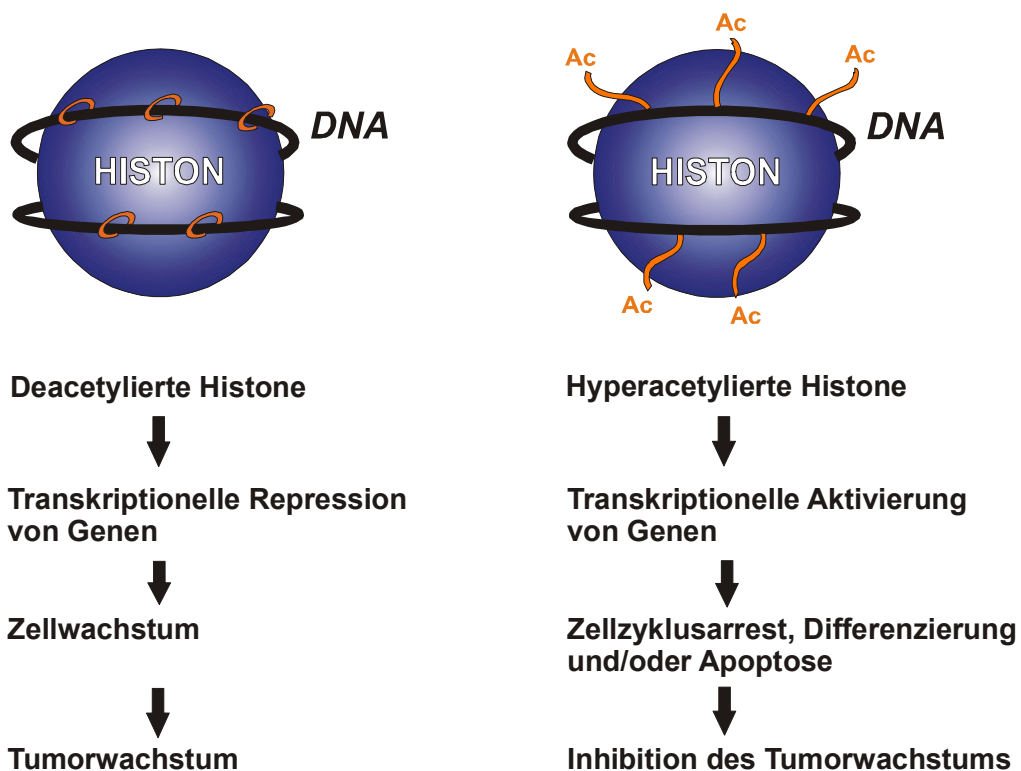 DNA
HISTON
Deacetylierte Histone
Transkriptionelle Repression
von Genen
Zellwachstum
Tumorwachstum
Ac
Ac
Ac
DNA
HISTON
Ac
Ac
Hyperacetylierte Histone
Transkriptionelle Aktivierung
von Genen
Zellzyklusarrest, Differenzierung
und/oder Apoptose
Inhibition des Tumorwachstums